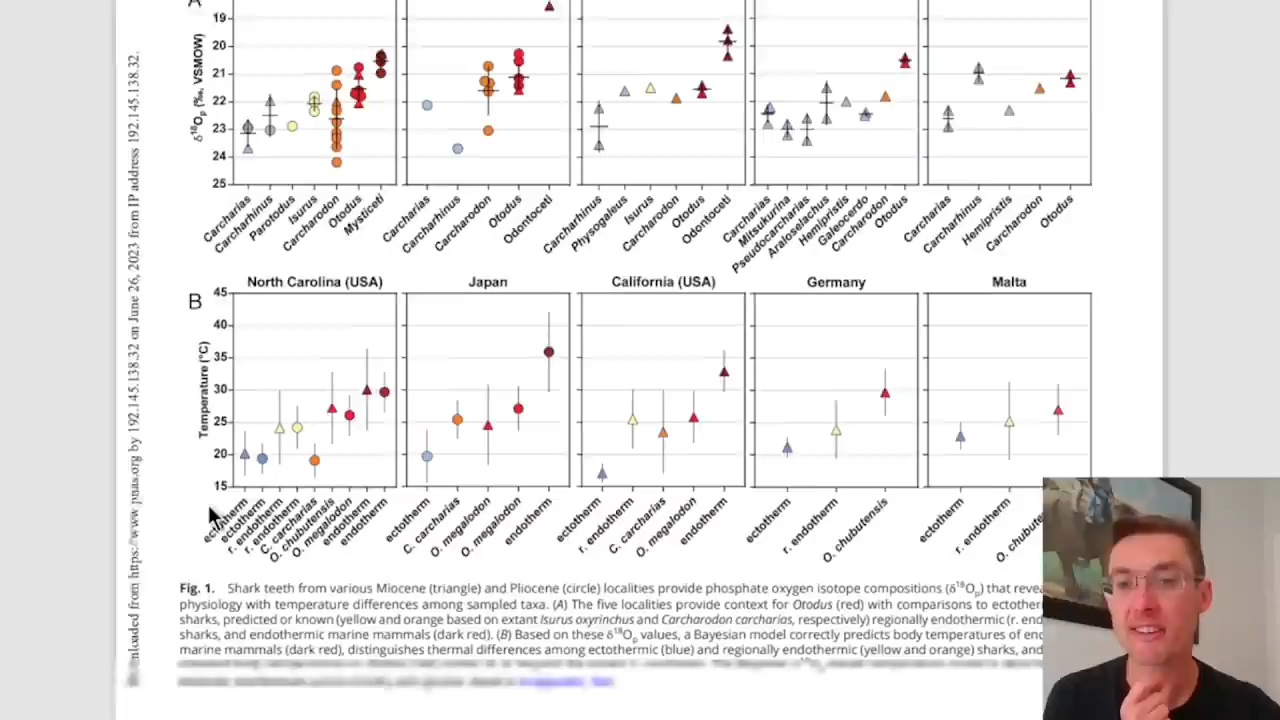 A
δ18Op (‰, VSMOW)
19
20
21
22
23
24
25
Carcharias
Carcharhinus
Parotodus
Isurus
Carcharodon
Otodus
Mysticeti
Carcharias
Carcharhinus
Carcharodon
Otodus
Odontoceti
Carcharhinus
Physogaleus
Isurus
Carcharodon
Otodus
Odontoceti
Carcharias
Mitsukurina
Pseudocarcharias
Araloselachus
Hemipristis
Galeocerdo
Carcharodon
Otodus
Carcharias
Carcharhinus
Hemipristis
Carcharodon
Otodus
B
North Carolina (USA)
Japan
California (USA)
Germany
Malta
Temperature (°C)
45
40
35
30
25
20
15
ectotherm
ectotherm
r. endotherm
r. endotherm
C. carcharias
O. chubutensis
O. megalodon
endotherm
endotherm
ectotherm
C. carcharias
O. megalodon
O. megalodon
endotherm
ectotherm
r. endotherm
C. carcharias
O. megalodon
endotherm
ectotherm
r. endotherm
O. chubutensis
ectotherm
r. endotherm
O. chubute
nloaded from https://www.pnas.org by 192.145.138.32 on June 26, 2023 from IP address 192.145.138.32.
Fig. 1. Shark teeth from various Miocene (triangle) and Pliocene (circle) localities provide phosphate oxygen isotope compositions (δ18Op) that revea
physiology with temperature differences among sampled taxa. (A) The five localities provide context for Otodus (red) with comparisons to ectother
sharks, predicted or known (yellow and orange based on extant Isurus oxyrinchus and Carcharodon carcharias, respectively) regionally endothermic (r. end
sharks, and endothermic marine mammals (dark red). (B) Based on these δ18Op values, a Bayesian model correctly predicts body temperatures of end
marine mammals (dark red), distinguishes thermal differences among ectothermic (blue) and regionally endothermic (yellow and orange) sharks, and